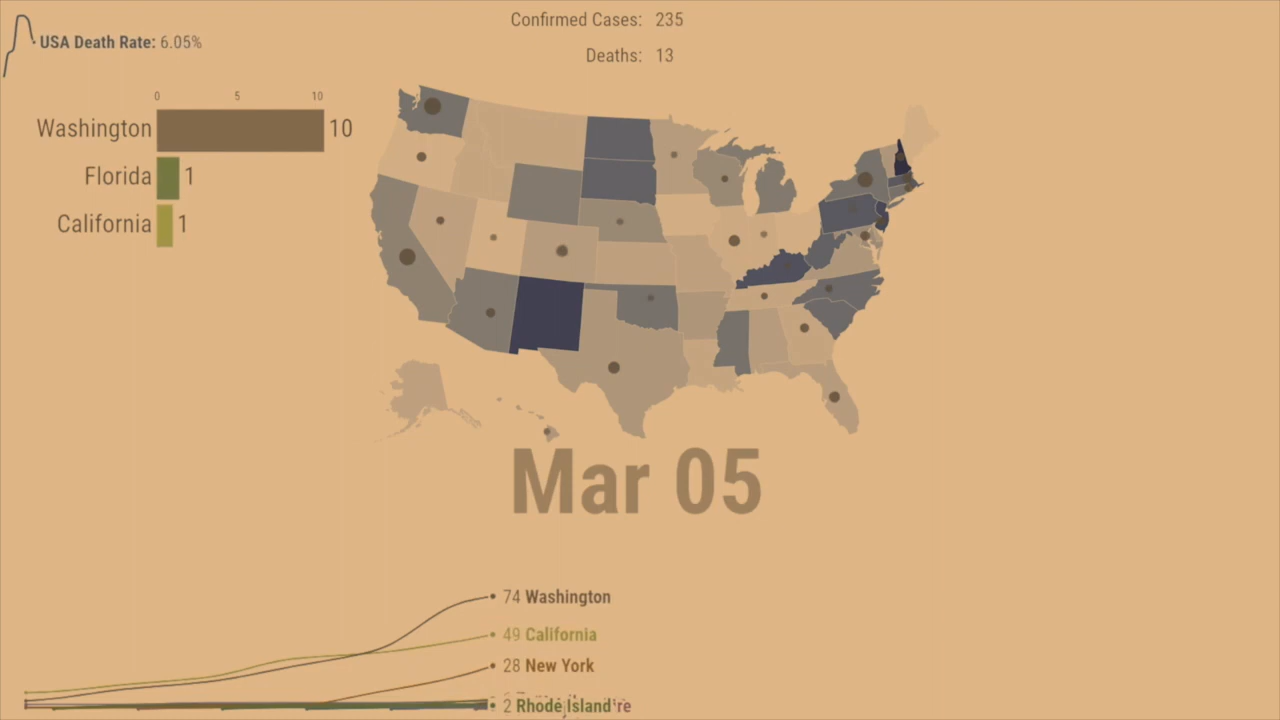 Confirmed Cases: 235
USA Death Rate: 6.05%
Deaths: 13
0 5 10
Washington 10
Florida 1
California 1
Mar 05
74 Washington
49 California
28 New York
2 Rhode Island